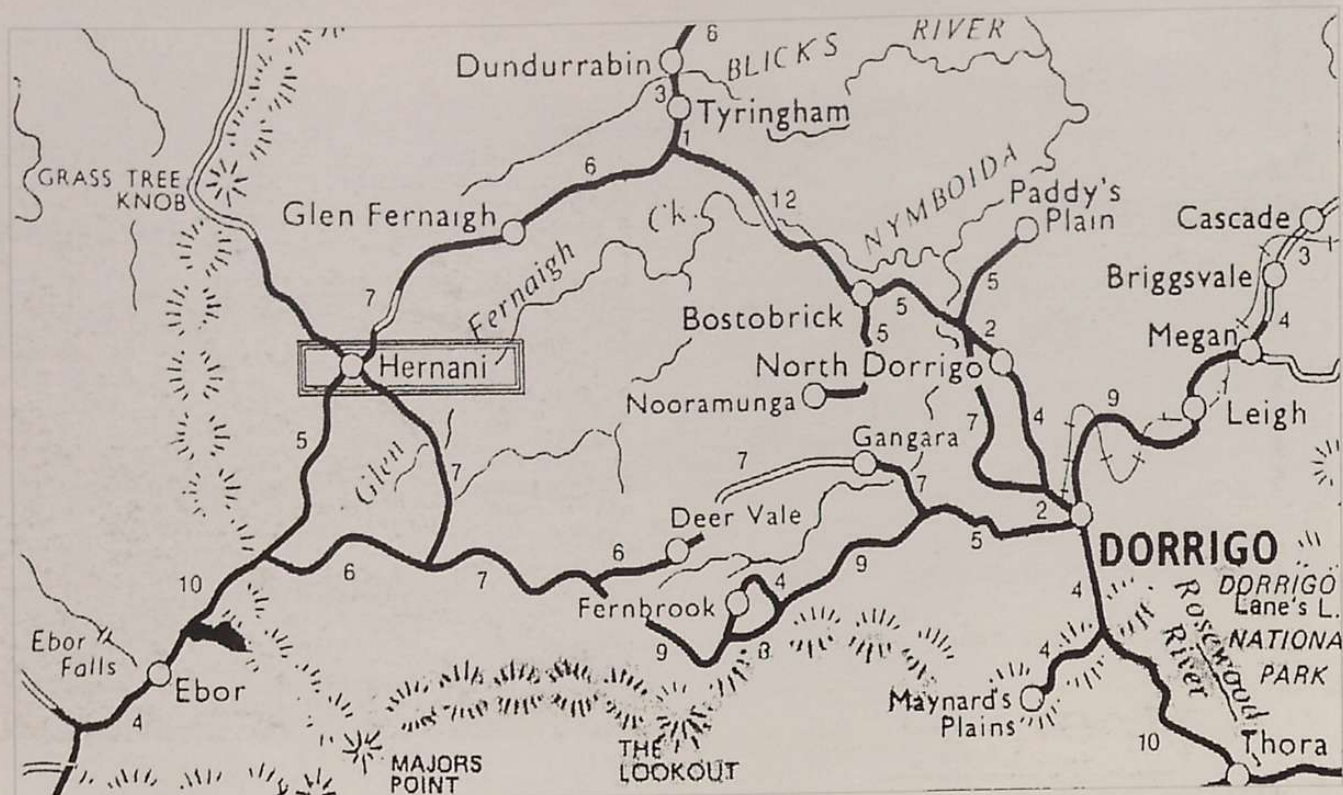 6
Dundurrabin
BLICKS
RIVER
3
Tyringham
1
6
GRASS TREE
KNOB
Glen Fernaigh
Ck.
12
NYMBOIDA
Paddy's
Plain
Cascade
3
Briggsvale
7
Fernaigh
5
5
Bostobrick
5
2
4
Megan
Hernani
North Dorrigo
Nooramunga
9
Leigh
5
Glen
7
Gangara
7
4
7
7
Deer Vale
2
5
DORRIGO
10
6
7
6
9
4
Fernbrook
4
DORRIGO
Lane's L.
NATIONA
PARK
Rosewood
River
Ebor
Falls
Ebor
9
8
4
Maynard's
Plains
4
MAJORS
POINT
THE
LOOKOUT
10
Thora